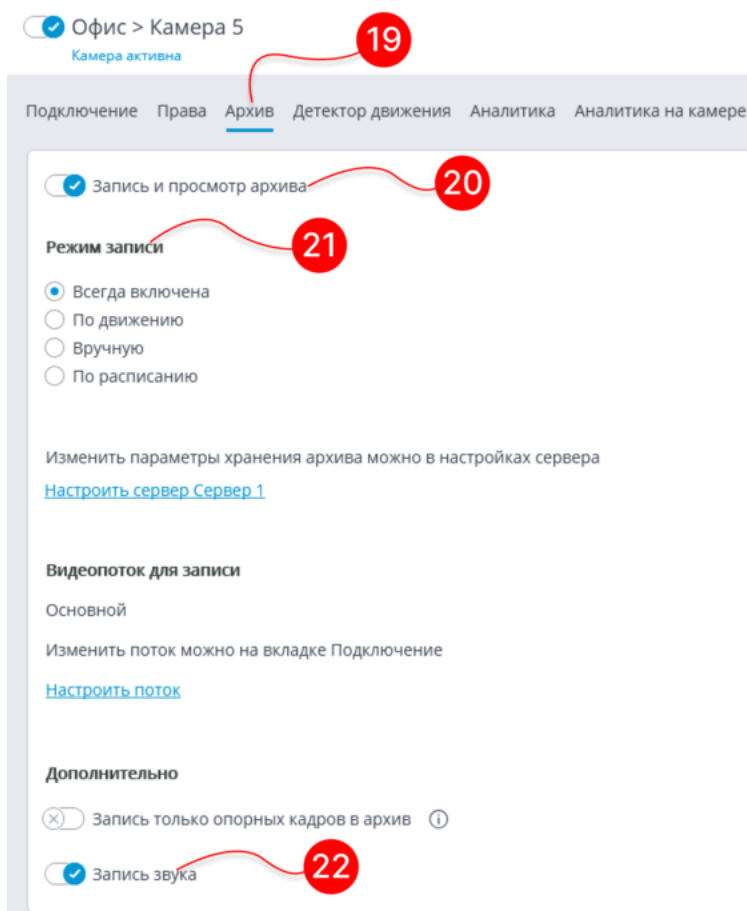 Офис > Камера 5
19
Камера активна
Подключение Права Архив Детектор движения Аналитика Аналитика на камере
Запись и просмотр архива
20
Режим записи
21
Всегда включена
По движению
Вручную
По расписанию
Изменить параметры хранения архива можно в настройках сервера
Настроить сервер Сервер 1
Видеопоток для записи
Основной
Изменить поток можно на вкладке Подключение
Настроить поток
Дополнительно
Запись только опорных кадров в архив
Запись звука
22